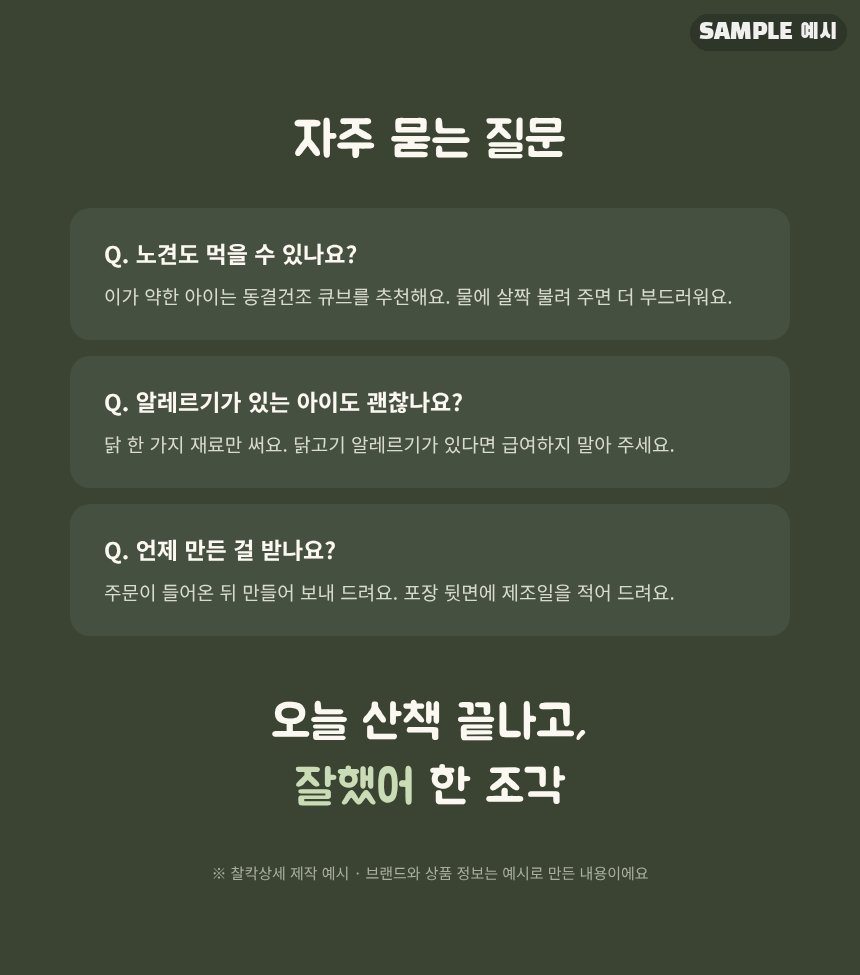 SAMPLE 예시
자주 묻는 질문
Q. 노견도 먹을 수 있나요?
이가 약한 아이는 동결건조 큐브를 추천해요. 물에 살짝 불려 주면 더 부드러워요.
Q. 알레르기가 있는 아이도 괜찮나요?
닭 한 가지 재료만 써요. 닭고기 알레르기가 있다면 급여하지 말아 주세요.
Q. 언제 만든 걸 받나요?
주문이 들어온 뒤 만들어 보내 드려요. 포장 뒷면에 제조일을 적어 드려요.
오늘 산책 끝나고,
잘했어 한 조각
※ 찰칵상세 제작 예시 · 브랜드와 상품 정보는 예시로 만든 내용이에요